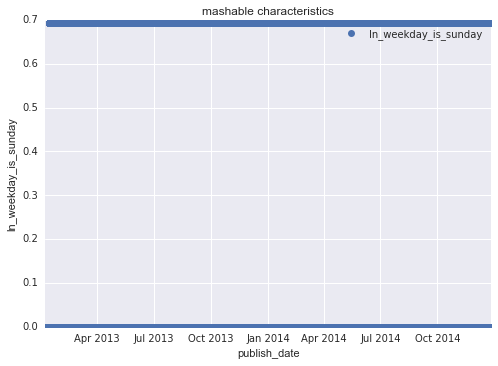 mashable characteristics
0.7
0.6
0.5
0.4
0.3
0.2
0.1
0.0
ln_weekday_is_sunday
ln_weekday_is_sunday
Apr 2013 Jul 2013 Oct 2013 Jan 2014 Apr 2014 Jul 2014 Oct 2014
publish_date